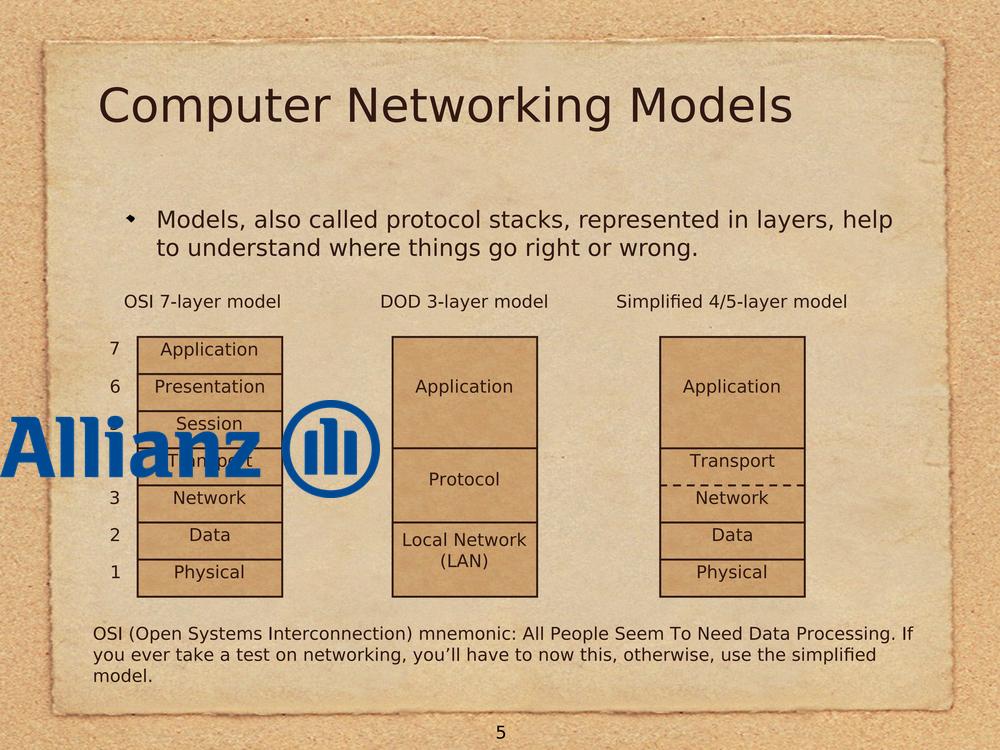 Computer Networking Models
Models, also called protocol stacks, represented in layers, help
to understand where things go right or wrong.
OSI 7-layer model
DOD 3-layer model
Simplified 4/5-layer model
7 Application
6 Presentation
Session
Transport
3 Network
2 Data
1 Physical
Allianz
Application
Protocol
Local Network
(LAN)
Application
Transport
Network
Data
Physical
OSI (Open Systems Interconnection) mnemonic: All People Seem To Need Data Processing. If
you ever take a test on networking, you’ll have to now this, otherwise, use the simplified
model.
5